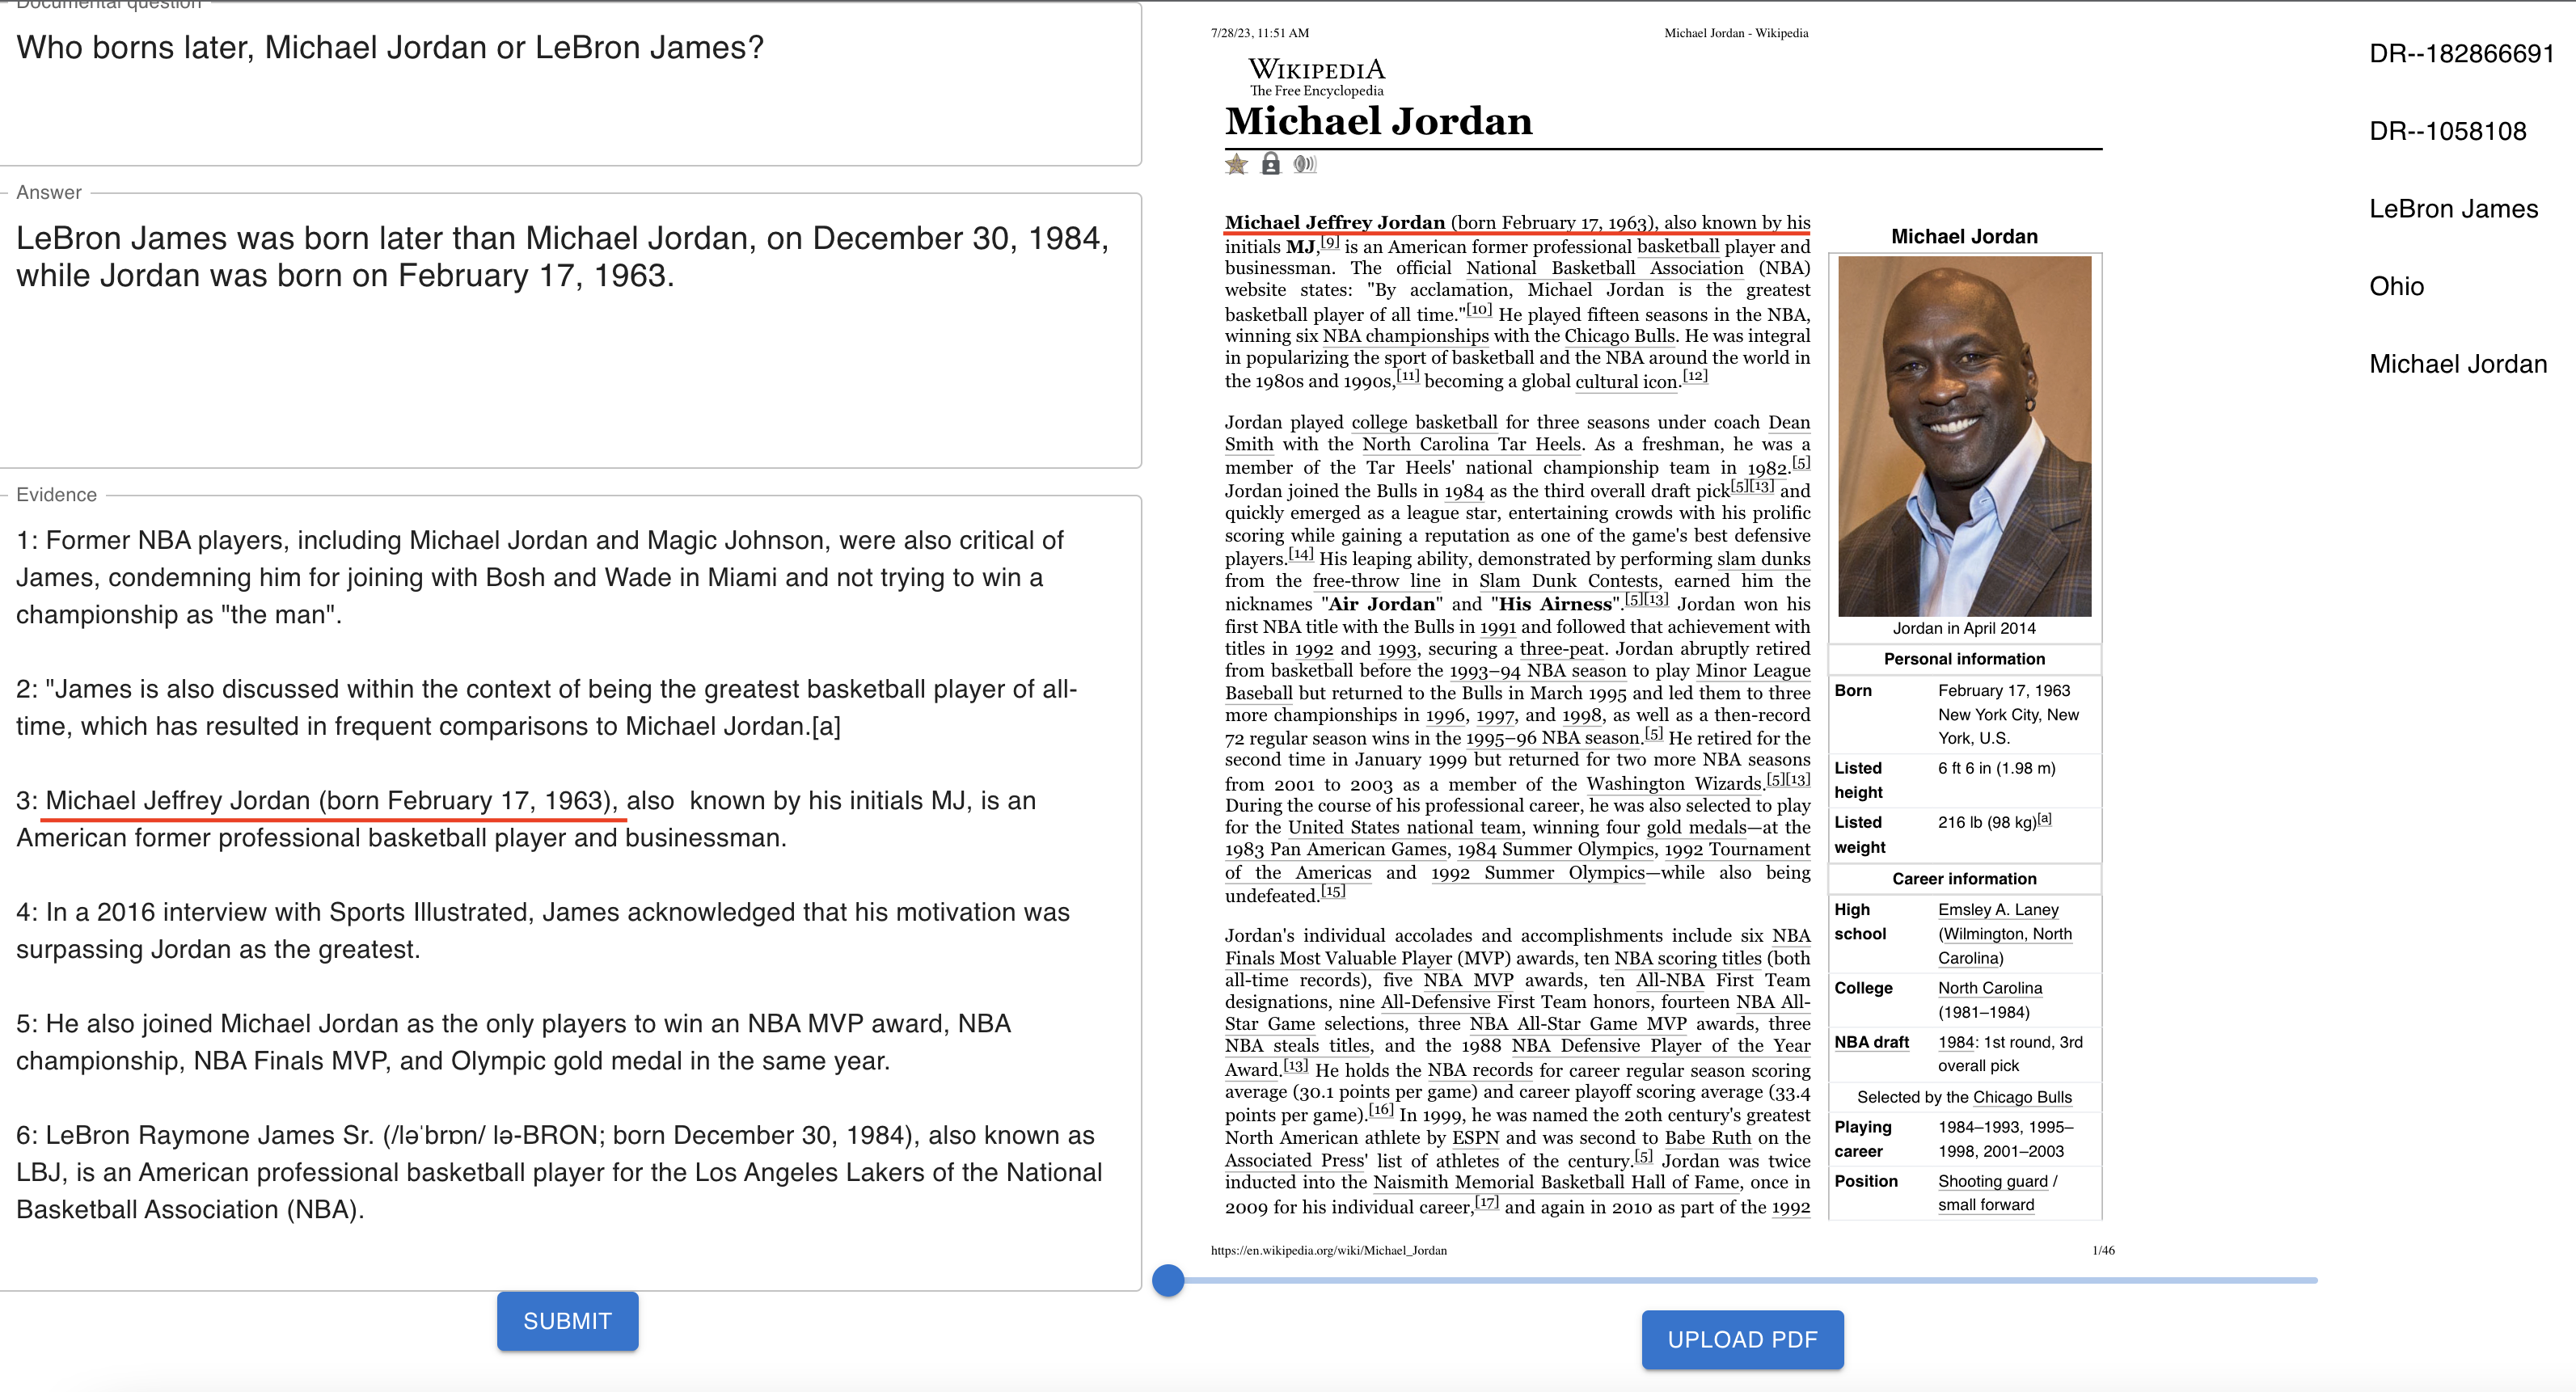 Documental question
Who borns later, Michael Jordan or LeBron James?
Answer
LeBron James was born later than Michael Jordan, on December 30, 1984,
while Jordan was born on February 17, 1963.
Evidence
1: Former NBA players, including Michael Jordan and Magic Johnson, were also critical of
James, condemning him for joining with Bosh and Wade in Miami and not trying to win a
championship as "the man".
2: "James is also discussed within the context of being the greatest basketball player of all-
time, which has resulted in frequent comparisons to Michael Jordan.[a]
3: Michael Jeffrey Jordan (born February 17, 1963), also  known by his initials MJ, is an
American former professional basketball player and businessman.
4: In a 2016 interview with Sports Illustrated, James acknowledged that his motivation was
surpassing Jordan as the greatest.
5: He also joined Michael Jordan as the only players to win an NBA MVP award, NBA
championship, NBA Finals MVP, and Olympic gold medal in the same year.
6: LeBron Raymone James Sr. (/ləˈbrɒn/ lə-BRON; born December 30, 1984), also known as
LBJ, is an American professional basketball player for the Los Angeles Lakers of the National
Basketball Association (NBA).
SUBMIT
7/28/23, 11:51 AM
Michael Jordan - Wikipedia
WIKIPEDIA
The Free Encyclopedia
Michael Jordan
Michael Jeffrey Jordan (born February 17, 1963), also known by his
initials MJ,[9] is an American former professional basketball player and
businessman. The official National Basketball Association (NBA)
website states: "By acclamation, Michael Jordan is the greatest
basketball player of all time."[10] He played fifteen seasons in the NBA,
winning six NBA championships with the Chicago Bulls. He was integral
in popularizing the sport of basketball and the NBA around the world in
the 1980s and 1990s,[11] becoming a global cultural icon.[12]
Jordan played college basketball for three seasons under coach Dean
Smith with the North Carolina Tar Heels. As a freshman, he was a
member of the Tar Heels' national championship team in 1982.[5]
Jordan joined the Bulls in 1984 as the third overall draft pick[5][13] and
quickly emerged as a league star, entertaining crowds with his prolific
scoring while gaining a reputation as one of the game's best defensive
players.[14] His leaping ability, demonstrated by performing slam dunks
from the free-throw line in Slam Dunk Contests, earned him the
nicknames "Air Jordan" and "His Airness".[5][13] Jordan won his
first NBA title with the Bulls in 1991 and followed that achievement with
titles in 1992 and 1993, securing a three-peat. Jordan abruptly retired
from basketball before the 1993–94 NBA season to play Minor League
Baseball but returned to the Bulls in March 1995 and led them to three
more championships in 1996, 1997, and 1998, as well as a then-record
72 regular season wins in the 1995–96 NBA season.[5] He retired for the
second time in January 1999 but returned for two more NBA seasons
from 2001 to 2003 as a member of the Washington Wizards.[5][13]
During the course of his professional career, he was also selected to play
for the United States national team, winning four gold medals—at the
1983 Pan American Games, 1984 Summer Olympics, 1992 Tournament
of the Americas and 1992 Summer Olympics—while also being
undefeated.[15]
Jordan's individual accolades and accomplishments include six NBA
Finals Most Valuable Player (MVP) awards, ten NBA scoring titles (both
all-time records), five NBA MVP awards, ten All-NBA First Team
designations, nine All-Defensive First Team honors, fourteen NBA All-
Star Game selections, three NBA All-Star Game MVP awards, three
NBA steals titles, and the 1988 NBA Defensive Player of the Year
Award.[13] He holds the NBA records for career regular season scoring
average (30.1 points per game) and career playoff scoring average (33.4
points per game).[16] In 1999, he was named the 20th century's greatest
North American athlete by ESPN and was second to Babe Ruth on the
Associated Press' list of athletes of the century.[5] Jordan was twice
inducted into the Naismith Memorial Basketball Hall of Fame, once in
2009 for his individual career,[17] and again in 2010 as part of the 1992
Michael Jordan
Jordan in April 2014
Personal information
Born February 17, 1963
New York City, New
York, U.S.
Listed 6 ft 6 in (1.98 m)
height
Listed 216 lb (98 kg)[a]
weight
Career information
High Emsley A. Laney
school (Wilmington, North
Carolina)
College North Carolina
(1981–1984)
NBA draft 1984: 1st round, 3rd
overall pick
Selected by the Chicago Bulls
Playing 1984–1993, 1995–
career 1998, 2001–2003
Position Shooting guard /
small forward
https://en.wikipedia.org/wiki/Michael_Jordan
1/46
UPLOAD PDF
DR--182866691
DR--1058108
LeBron James
Ohio
Michael Jordan